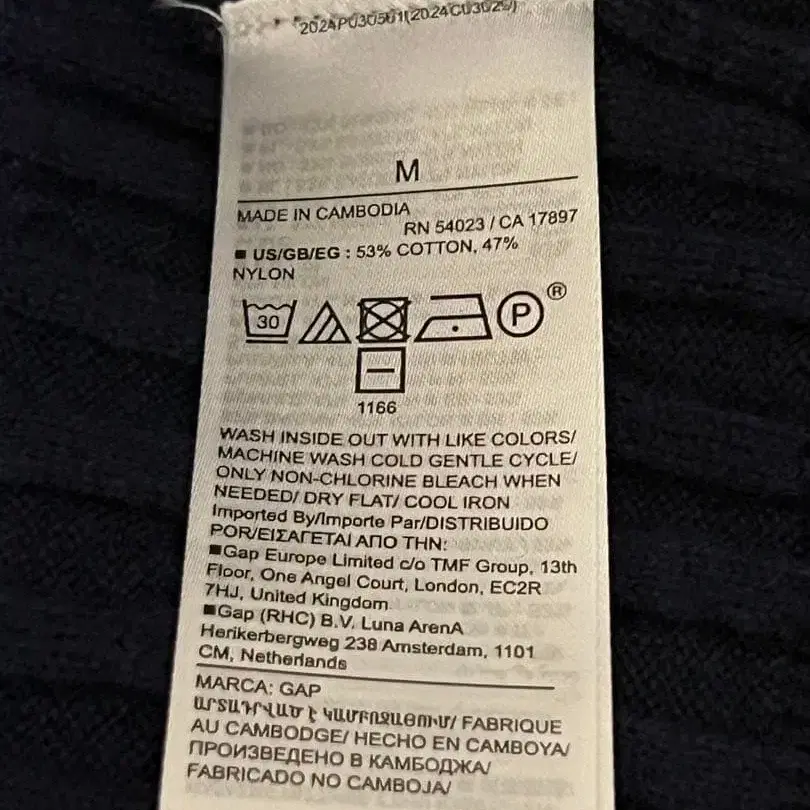 2024PU30501(2024CU3029)
M
MADE IN CAMBODIA
RN 54023 / CA 17897
■ US/GB/EG : 53% COTTON, 47%
NYLON
30
P
®
1166
WASH INSIDE OUT WITH LIKE COLORS/
MACHINE WASH COLD GENTLE CYCLE/
ONLY NON-CHLORINE BLEACH WHEN
NEEDED/ DRY FLAT/ COOL IRON
Imported By/Importe Par/DISTRIBUIDO
POR/ΕΙΣΑΓΕΤΑΙ ΑΠΟ ΤΗΝ:
■Gap Europe Limited c/o TMF Group, 13th
Floor, One Angel Court, London, EC2R
7HJ, United Kingdom
■Gap (RHC) B.V. Luna ArenA
Herikerbergweg 238 Amsterdam, 1101
CM, Netherlands
MARCA: GAP
ԱՐՏԱԴՐՎԱԾ Է ԿԱՄԲՈՋԱՅՈՒՄ/ FABRIQUE
AU CAMBODGE/ HECHO EN CAMBOYA/
ПРОИЗВЕДЕНО В КАМБОДЖА/
FABRICADO NO CAMBOJA/